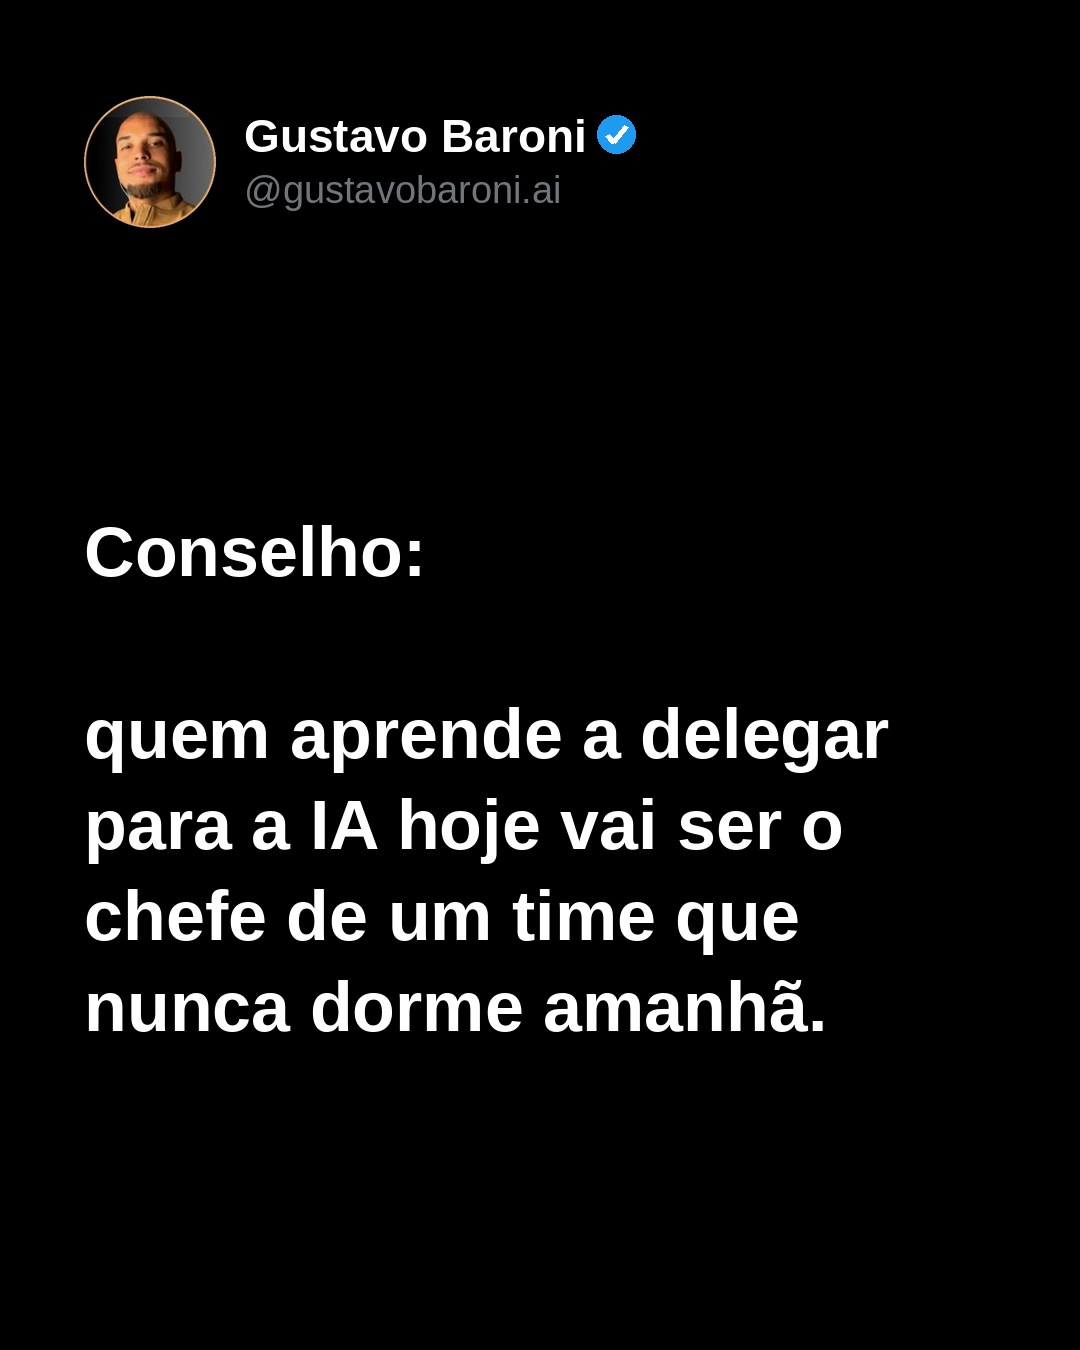 Gustavo Baroni
@gustavobaroni.ai
Conselho:
quem aprende a delegar
para a IA hoje vai ser o
chefe de um time que
nunca dorme amanhã.